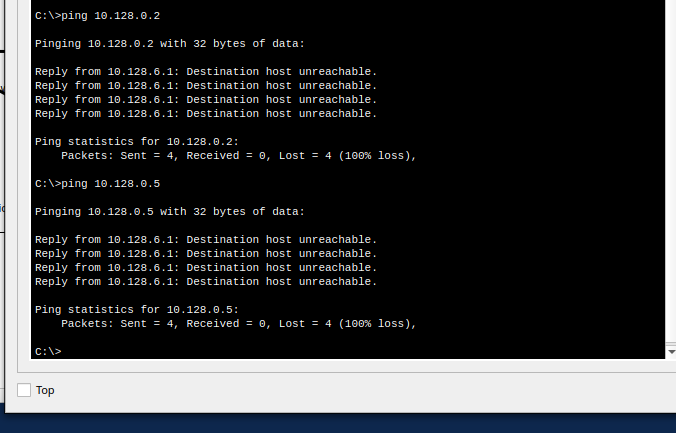 C:\>ping 10.128.0.2
Pinging 10.128.0.2 with 32 bytes of data:
Reply from 10.128.6.1: Destination host unreachable.
Reply from 10.128.6.1: Destination host unreachable.
Reply from 10.128.6.1: Destination host unreachable.
Reply from 10.128.6.1: Destination host unreachable.
Ping statistics for 10.128.0.2:
    Packets: Sent = 4, Received = 0, Lost = 4 (100% loss),
C:\>ping 10.128.0.5
Pinging 10.128.0.5 with 32 bytes of data:
Reply from 10.128.6.1: Destination host unreachable.
Reply from 10.128.6.1: Destination host unreachable.
Reply from 10.128.6.1: Destination host unreachable.
Reply from 10.128.6.1: Destination host unreachable.
Ping statistics for 10.128.0.5:
    Packets: Sent = 4, Received = 0, Lost = 4 (100% loss),
C:\>
Top